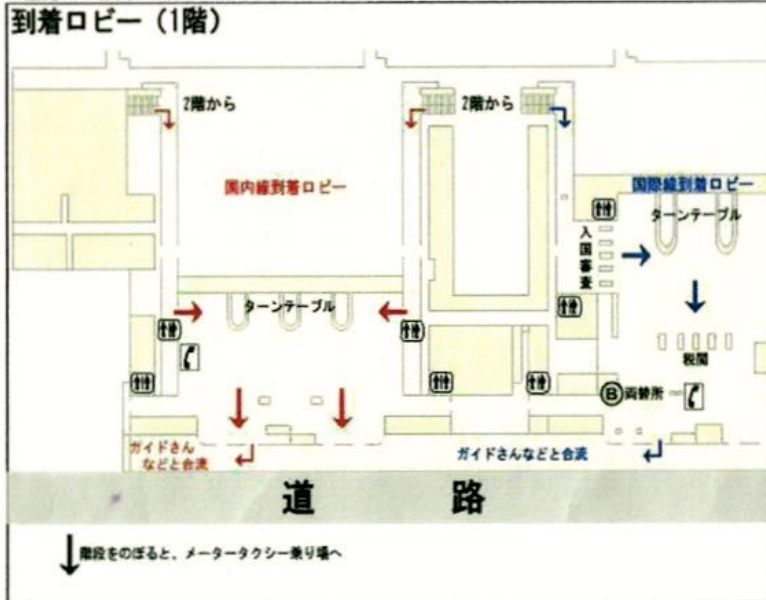 到着ロビー（1階）
2階から
2階から
国内線到着ロビー
国際線到着ロビー
ターンテーブル
入国審査
ターンテーブル
税関
B 両替所
ガイドさん
などと合流
ガイドさんなどと合流
道路
階段をのぼると、メータータクシー乗り場へ